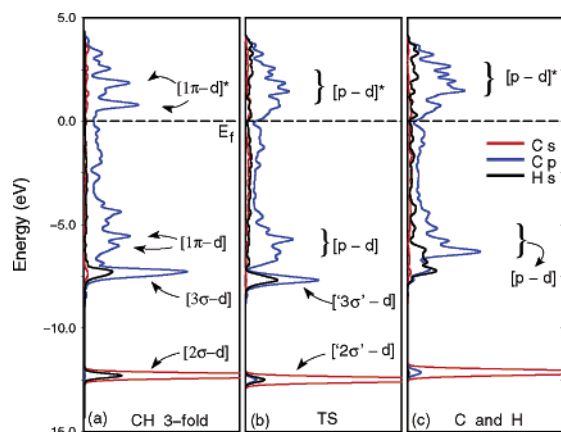 5.0
0.0
−5.0
−10.0
15.0
Energy (eV)
[1π−d]*
E_f
[1π−d]
[3σ−d]
[2σ−d]
(a) CH 3−fold
[p − d]*
[p − d]
['3σ' − d]
['2σ' − d]
(b) TS
[p − d]*
C s
C p
H s
[p − d]
(c) C and H